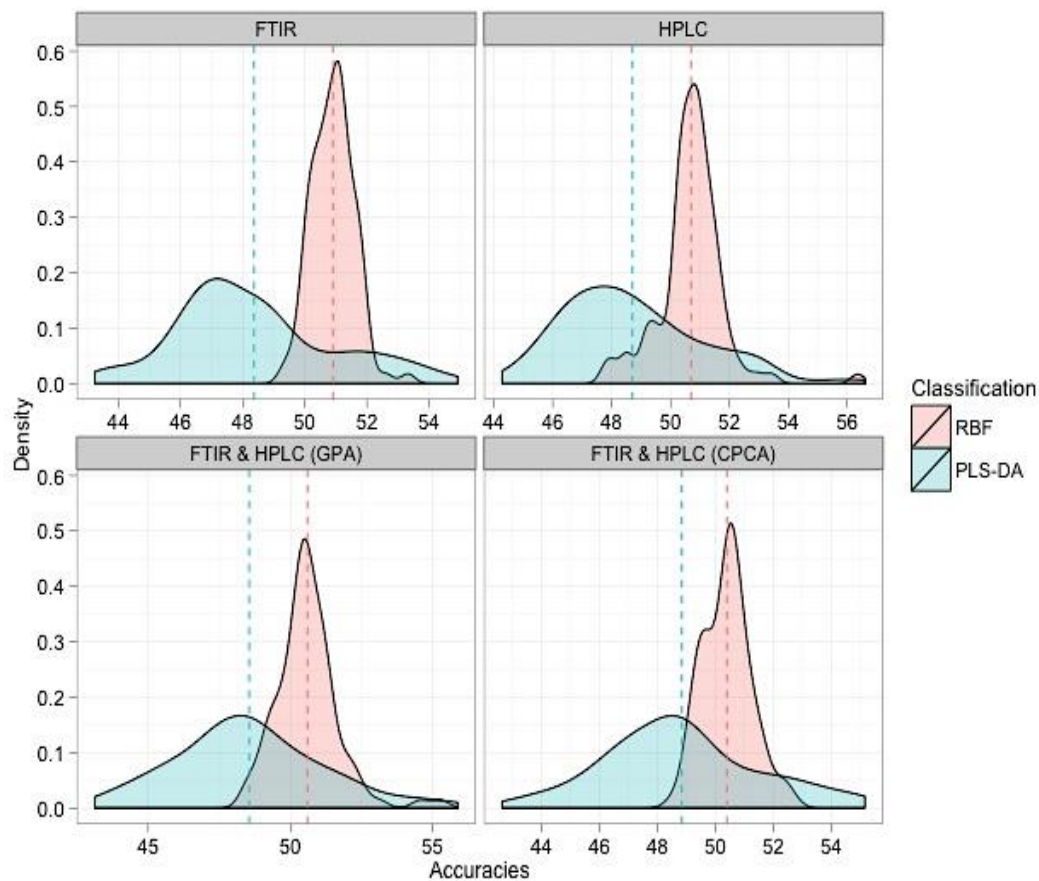 FTIR
HPLC
0.6
0.5
0.4
0.3
0.2
0.1
0.0
44 46 48 50 52 54
44 46 48 50 52 54 56
Density
FTIR & HPLC (GPA)
FTIR & HPLC (CPCA)
0.6
0.5
0.4
0.3
0.2
0.1
0.0
45 50 55
44 46 48 50 52 54
Accuracies
Classification
RBF
PLS-DA